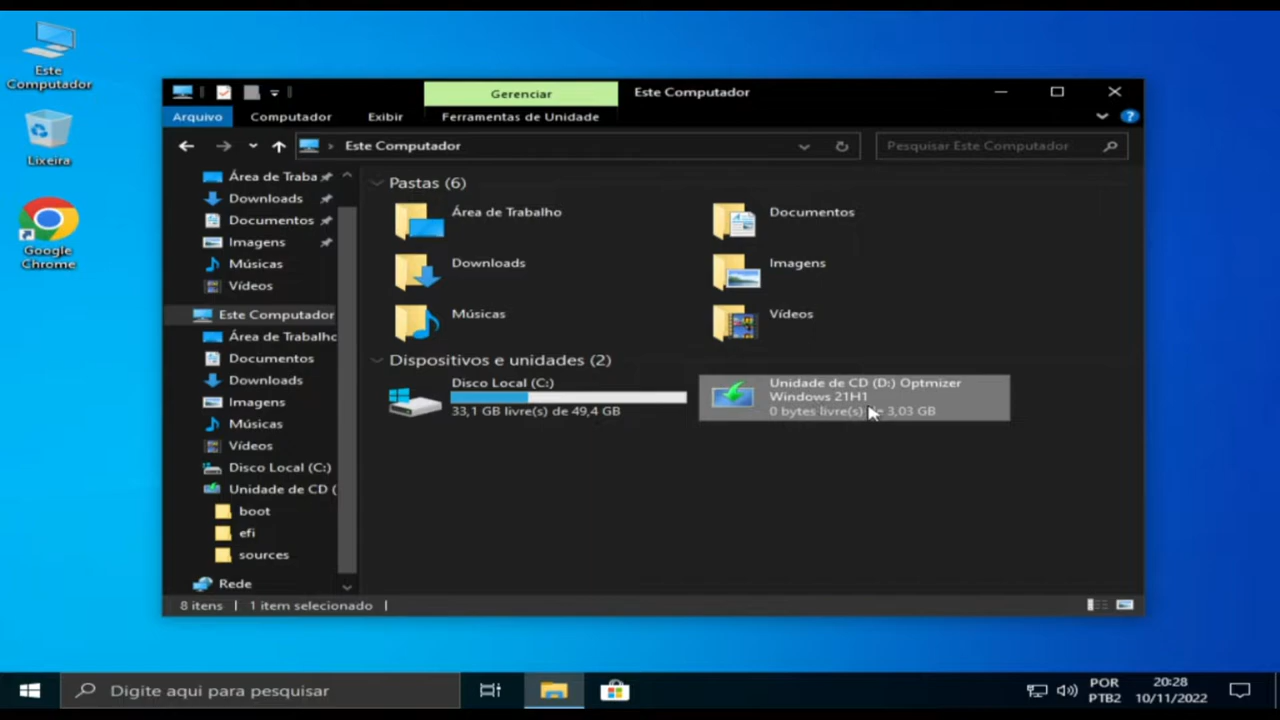 Este
Computador
Lixeira
Google
Chrome
Gerenciar
Este Computador
Arquivo
Computador
Exibir
Ferramentas de Unidade
?
Este Computador
Pesquisar Este Computador
Área de Traba
Downloads
Documentos
Imagens
Músicas
Vídeos
Este Computador
Área de Trabalho
Documentos
Downloads
Imagens
Músicas
Vídeos
Disco Local (C:)
Unidade de CD (
boot
efi
sources
Rede
Pastas (6)
Área de Trabalho
Documentos
Downloads
Imagens
Músicas
Vídeos
Dispositivos e unidades (2)
Disco Local (C:)
33,1 GB livre(s) de 49,4 GB
Unidade de CD (D:) Optmizer
Windows 21H1
0 bytes livre(s) de 3,03 GB
8 itens
1 item selecionado
Digite aqui para pesquisar
POR
PTB2
20:28
10/11/2022